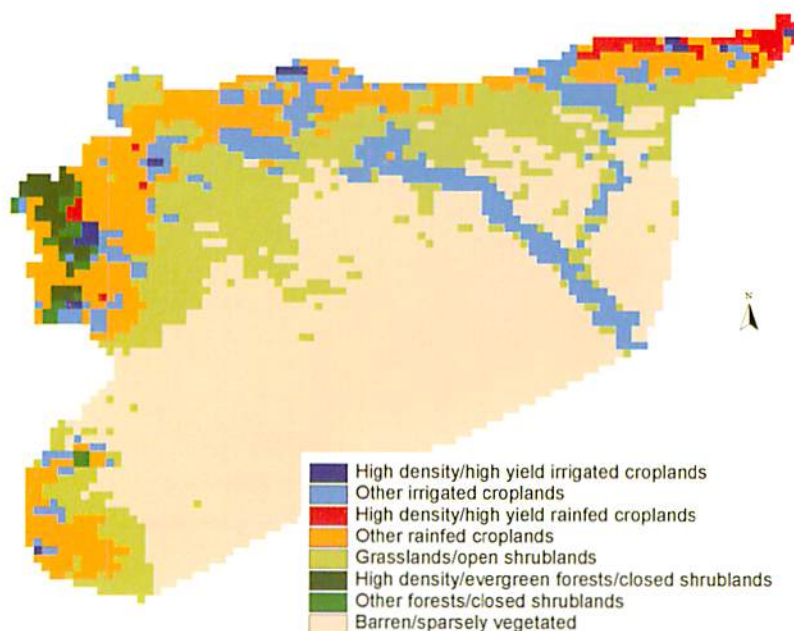 N
High density/high yield irrigated croplands
Other irrigated croplands
High density/high yield rainfed croplands
Other rainfed croplands
Grasslands/open shrublands
High density/evergreen forests/closed shrublands
Other forests/closed shrublands
Barren/sparsely vegetated